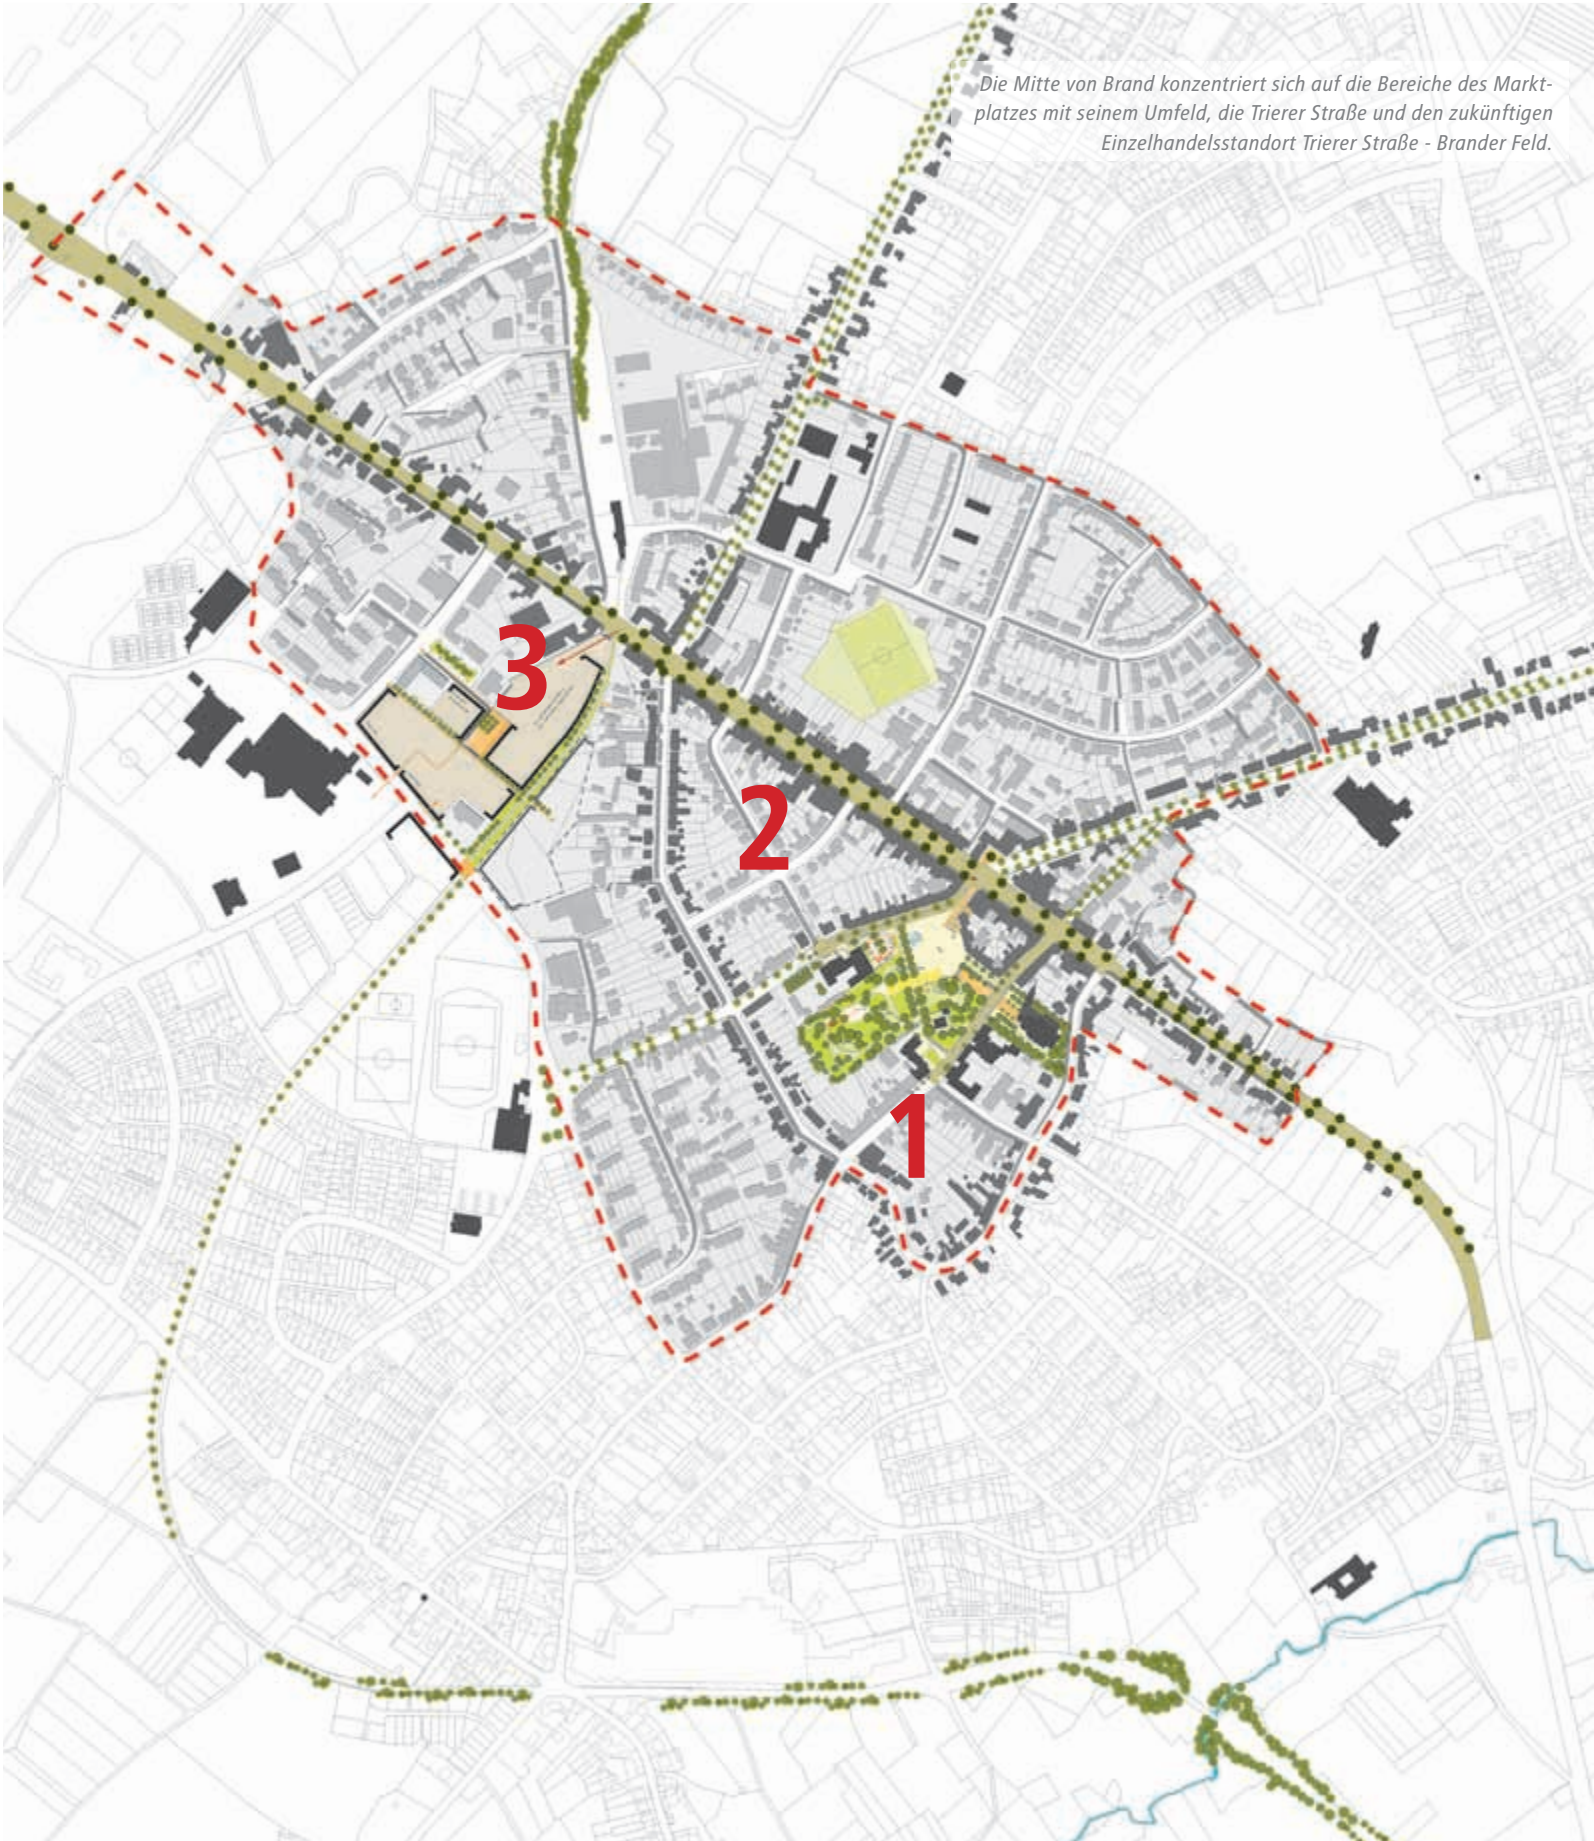 Die Mitte von Brand konzentriert sich auf die Bereiche des Markt-
platzes mit seinem Umfeld, die Trierer Straße und den zukünftigen
Einzelhandelsstandort Trierer Straße - Brander Feld.
3
2
1